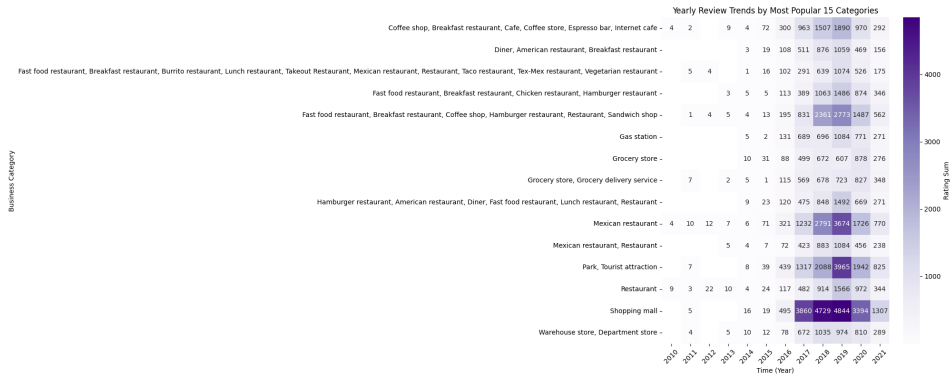 Yearly Review Trends by Most Popular 15 Categories
Coffee shop, Breakfast restaurant, Cafe, Coffee store, Espresso bar, Internet cafe 4 2 9 4 72 300 963 1507 1890 970 292
Diner, American restaurant, Breakfast restaurant 3 19 108 511 876 1059 469 156
Fast food restaurant, Breakfast restaurant, Burrito restaurant, Lunch restaurant, Takeout Restaurant, Mexican restaurant, Restaurant, Taco restaurant, Tex-Mex restaurant, Vegetarian restaurant 5 4 1 16 102 291 639 1074 526 175
Fast food restaurant, Breakfast restaurant, Chicken restaurant, Hamburger restaurant 3 5 5 113 389 1063 1486 874 346
Fast food restaurant, Breakfast restaurant, Coffee shop, Hamburger restaurant, Restaurant, Sandwich shop 1 4 5 4 13 195 831 2361 2773 1487 562
Gas station 5 2 131 689 696 1084 771 271
Grocery store 10 31 88 499 672 607 878 276
Grocery store, Grocery delivery service 7 2 5 1 115 569 678 723 827 348
Hamburger restaurant, American restaurant, Diner, Fast food restaurant, Lunch restaurant, Restaurant 9 23 120 475 848 1492 669 271
Mexican restaurant 4 10 12 7 6 71 321 1232 2791 3674 1726 770
Mexican restaurant, Restaurant 5 4 7 72 423 883 1084 456 238
Park, Tourist attraction 7 8 39 439 1317 2088 3965 1942 825
Restaurant 9 3 22 10 4 24 117 482 914 1566 972 344
Shopping mall 5 16 19 495 3860 4729 4844 3394 1307
Warehouse store, Department store 4 5 10 12 78 672 1035 974 810 289
2010 2011 2012 2013 2014 2015 2016 2017 2018 2019 2020 2021
Time (Year)
Business Category
4000
3000
2000
1000
Rating Sum